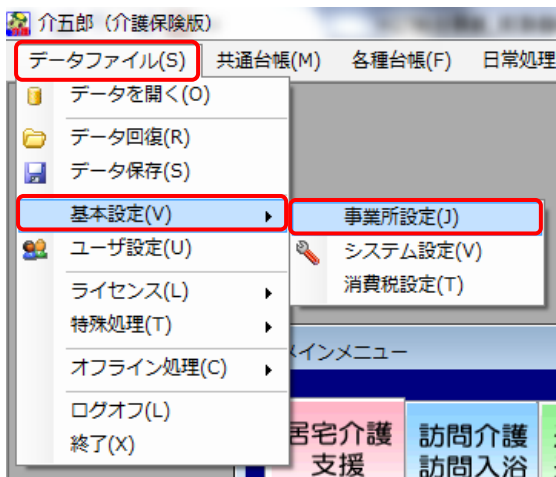 介五郎（介護保険版）
データファイル(S) 共通台帳(M) 各種台帳(F) 日常処理
データを開く(O)
データ回復(R)
データ保存(S)
基本設定(V)
事業所設定(J)
ユーザ設定(U)
システム設定(V)
消費税設定(T)
ライセンス(L)
特殊処理(T)
メインメニュー
オフライン処理(C)
ログオフ(L)
終了(X)
居宅介護 訪問介護
支援 訪問入浴